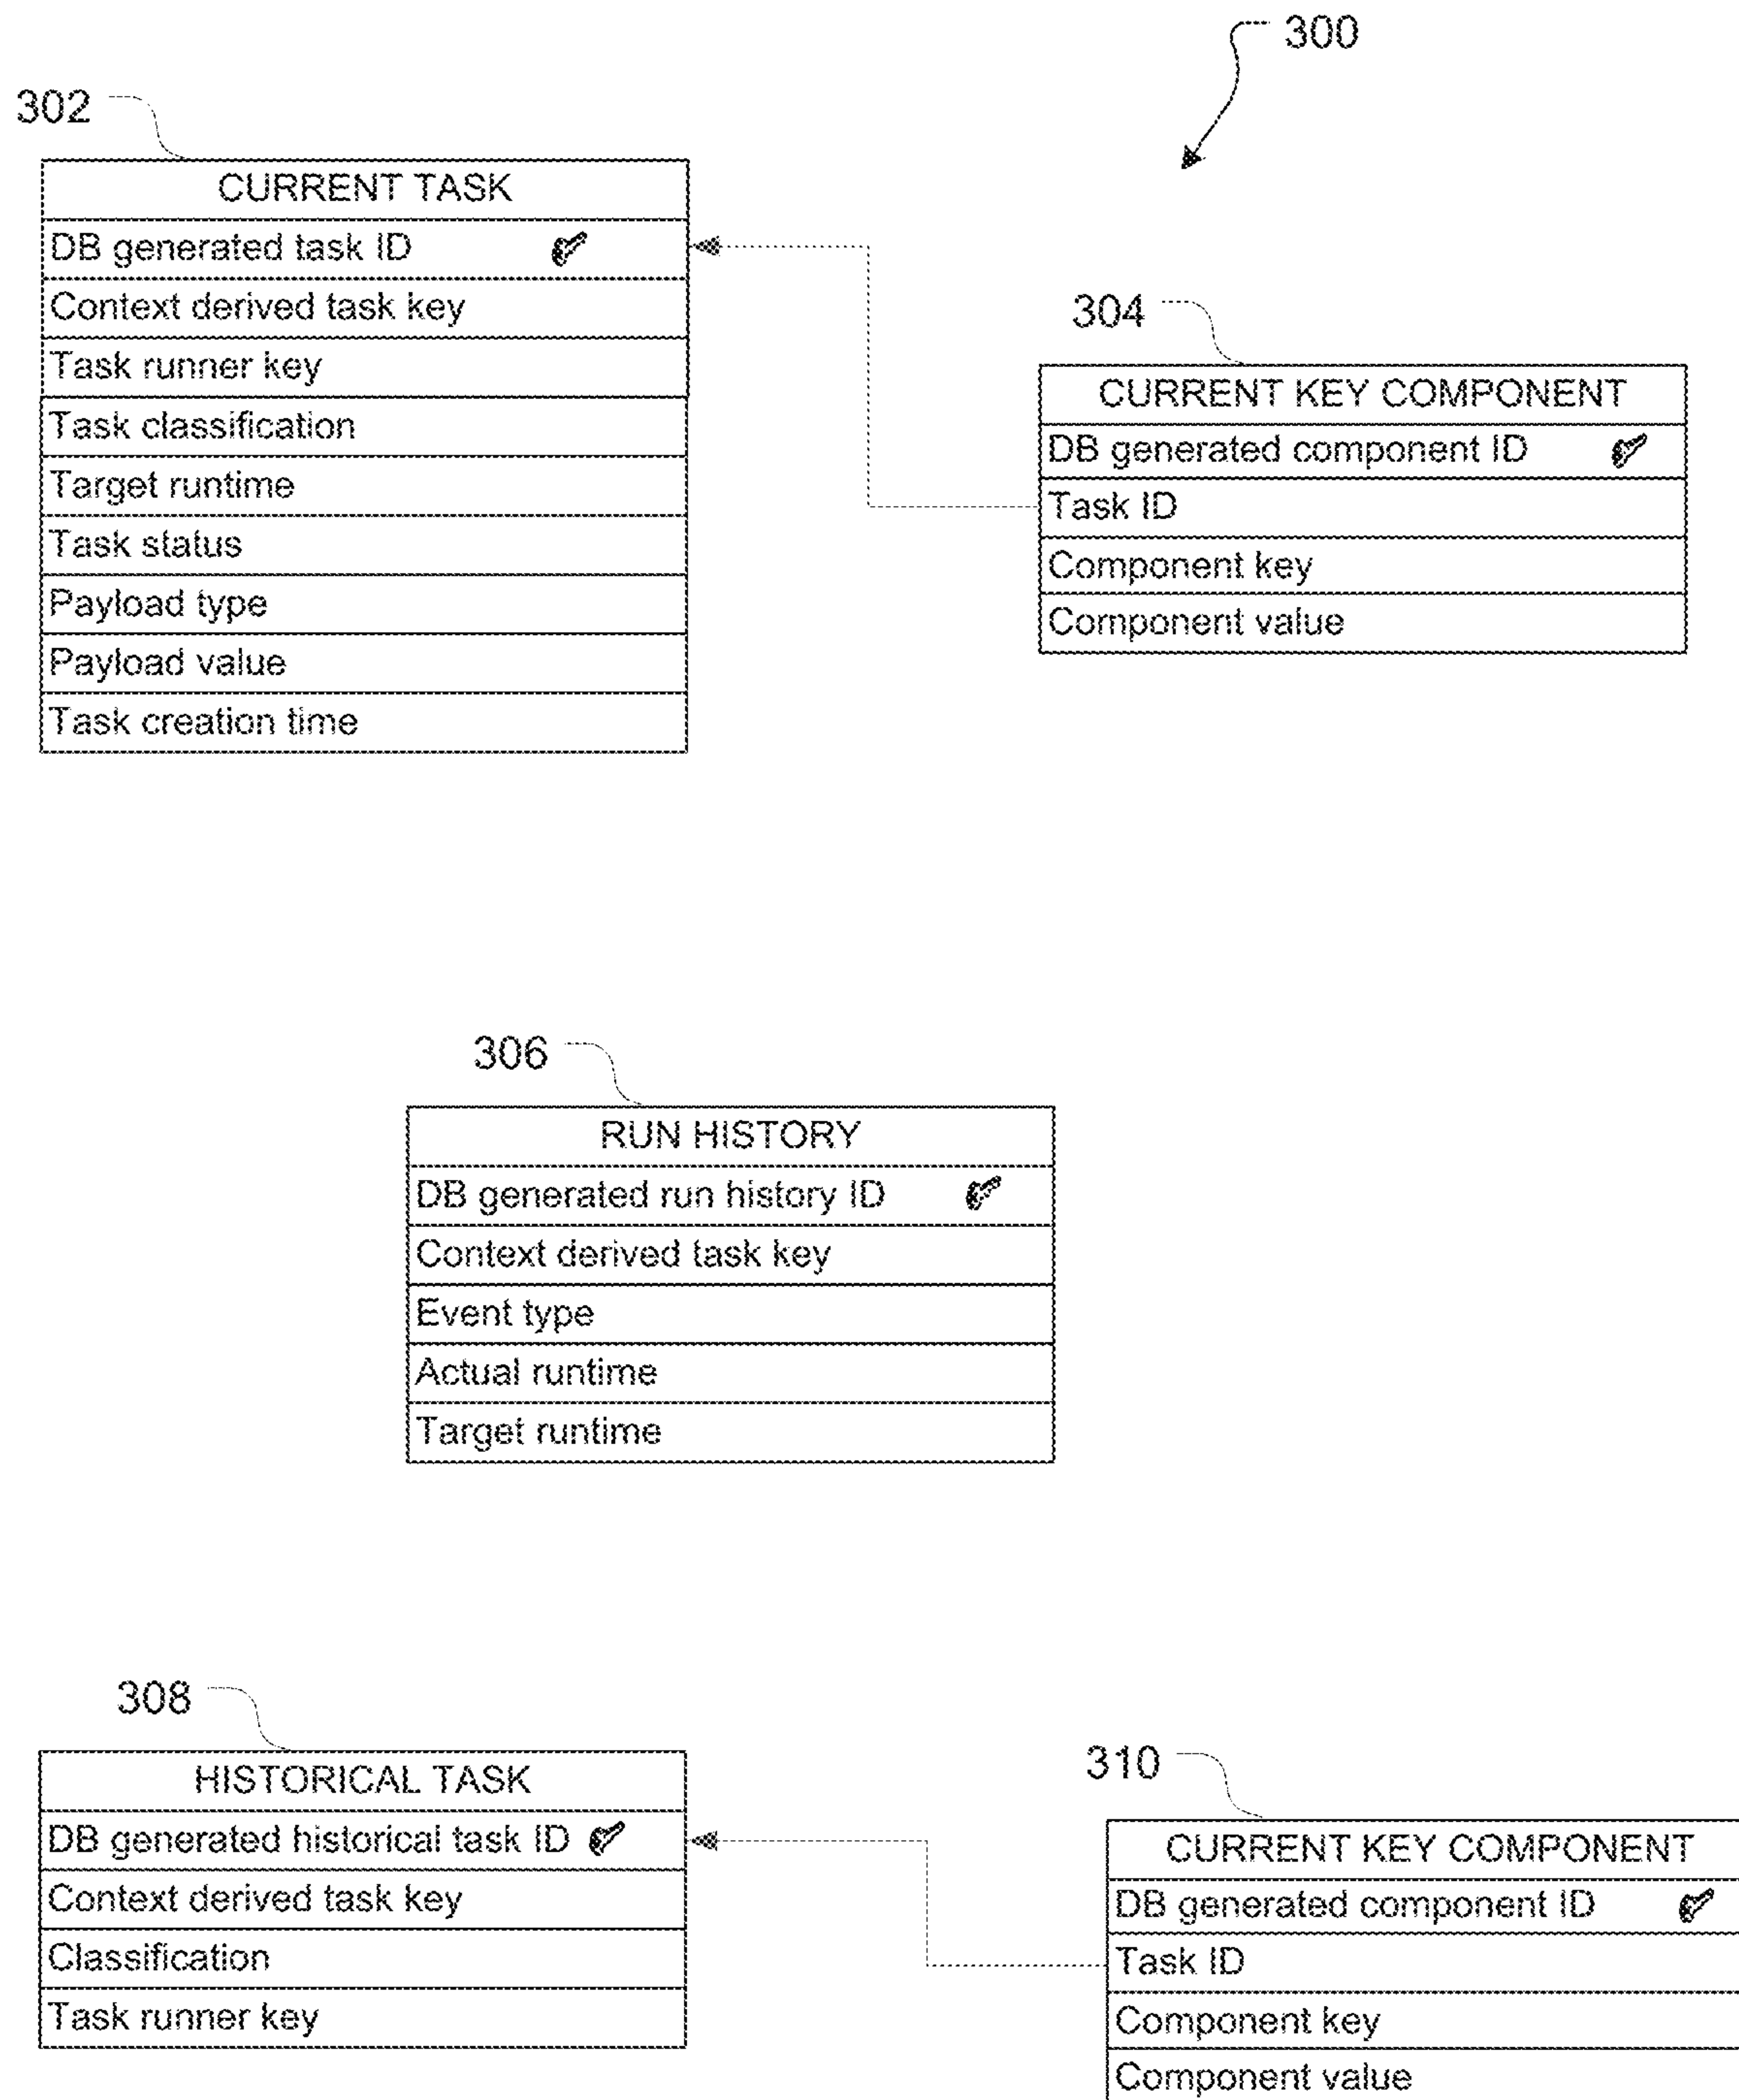 300
302
CURRENT TASK
DB generated task ID
Context derived task key
Task runner key
Task classification
Target runtime
Task status
Payload type
Payload value
Task creation time
304
CURRENT KEY COMPONENT
DB generated component ID
Task ID
Component key
Component value
306
RUN HISTORY
DB generated run history ID
Context derived task key
Event type
Actual runtime
Target runtime
308
HISTORICAL TASK
DB generated historical task ID
Context derived task key
Classification
Task runner key
310
CURRENT KEY COMPONENT
DB generated component ID
Task ID
Component key
Component value